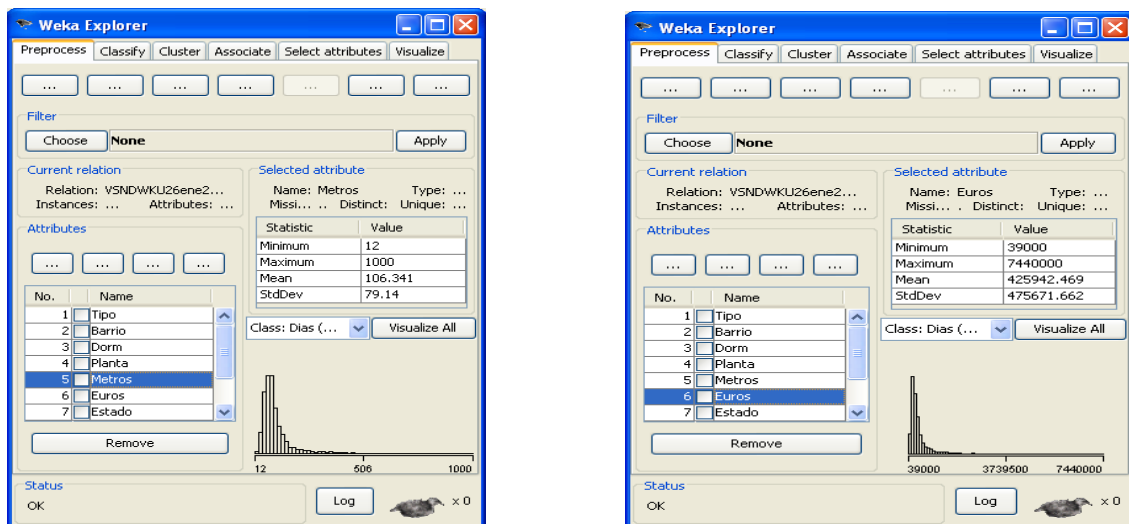 Weka Explorer
Preprocess Classify Cluster Associate Select attributes Visualize
... ... ... ... ... ... ...
Filter
Choose None Apply
Current relation
Relation: VSNDWKU26ene2...
Instances: ... Attributes: ...
Selected attribute
Name: Metros Type: ...
Missi... .. Distinct: Unique: ...
Attributes
... ... ... ...
No. Name
1 Tipo
2 Barrio
3 Dorm
4 Planta
5 Metros
6 Euros
7 Estado
Remove
Statistic Value
Minimum 12
Maximum 1000
Mean 106.341
StdDev 79.14
Class: Dias (... Visualize All
12 506 1000
Status
OK
Log x 0
Weka Explorer
Preprocess Classify Cluster Associate Select attributes Visualize
... ... ... ... ... ... ...
Filter
Choose None Apply
Current relation
Relation: VSNDWKU26ene2...
Instances: ... Attributes: ...
Selected attribute
Name: Euros Type: ...
Missi... . Distinct: Unique: ...
Attributes
... ... ... ...
No. Name
1 Tipo
2 Barrio
3 Dorm
4 Planta
5 Metros
6 Euros
7 Estado
Remove
Statistic Value
Minimum 39000
Maximum 7440000
Mean 425942.469
StdDev 475671.662
Class: Dias (... Visualize All
39000 3739500 7440000
Status
OK
Log x 0